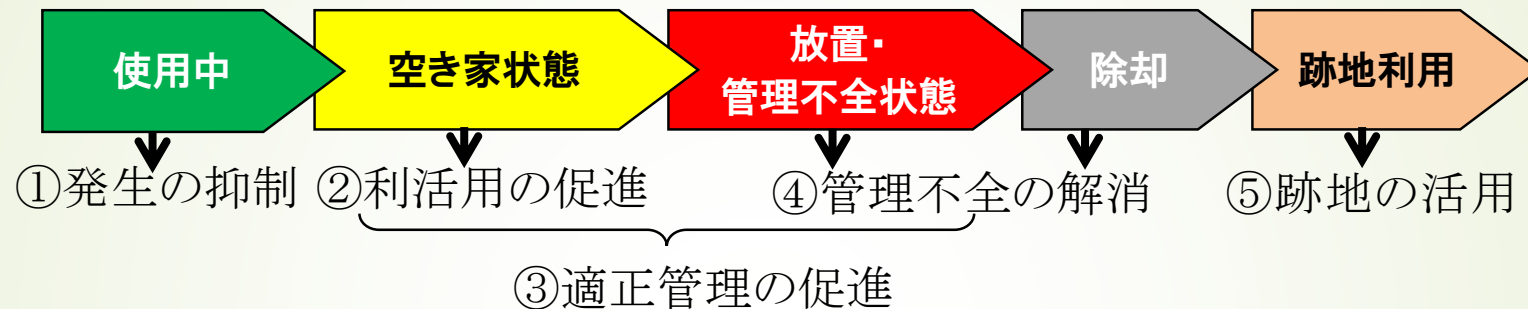 使用中
空き家状態
放置・
管理不全状態
除却
跡地利用
①発生の抑制
②利活用の促進
④管理不全の解消
⑤跡地の活用
③適正管理の促進